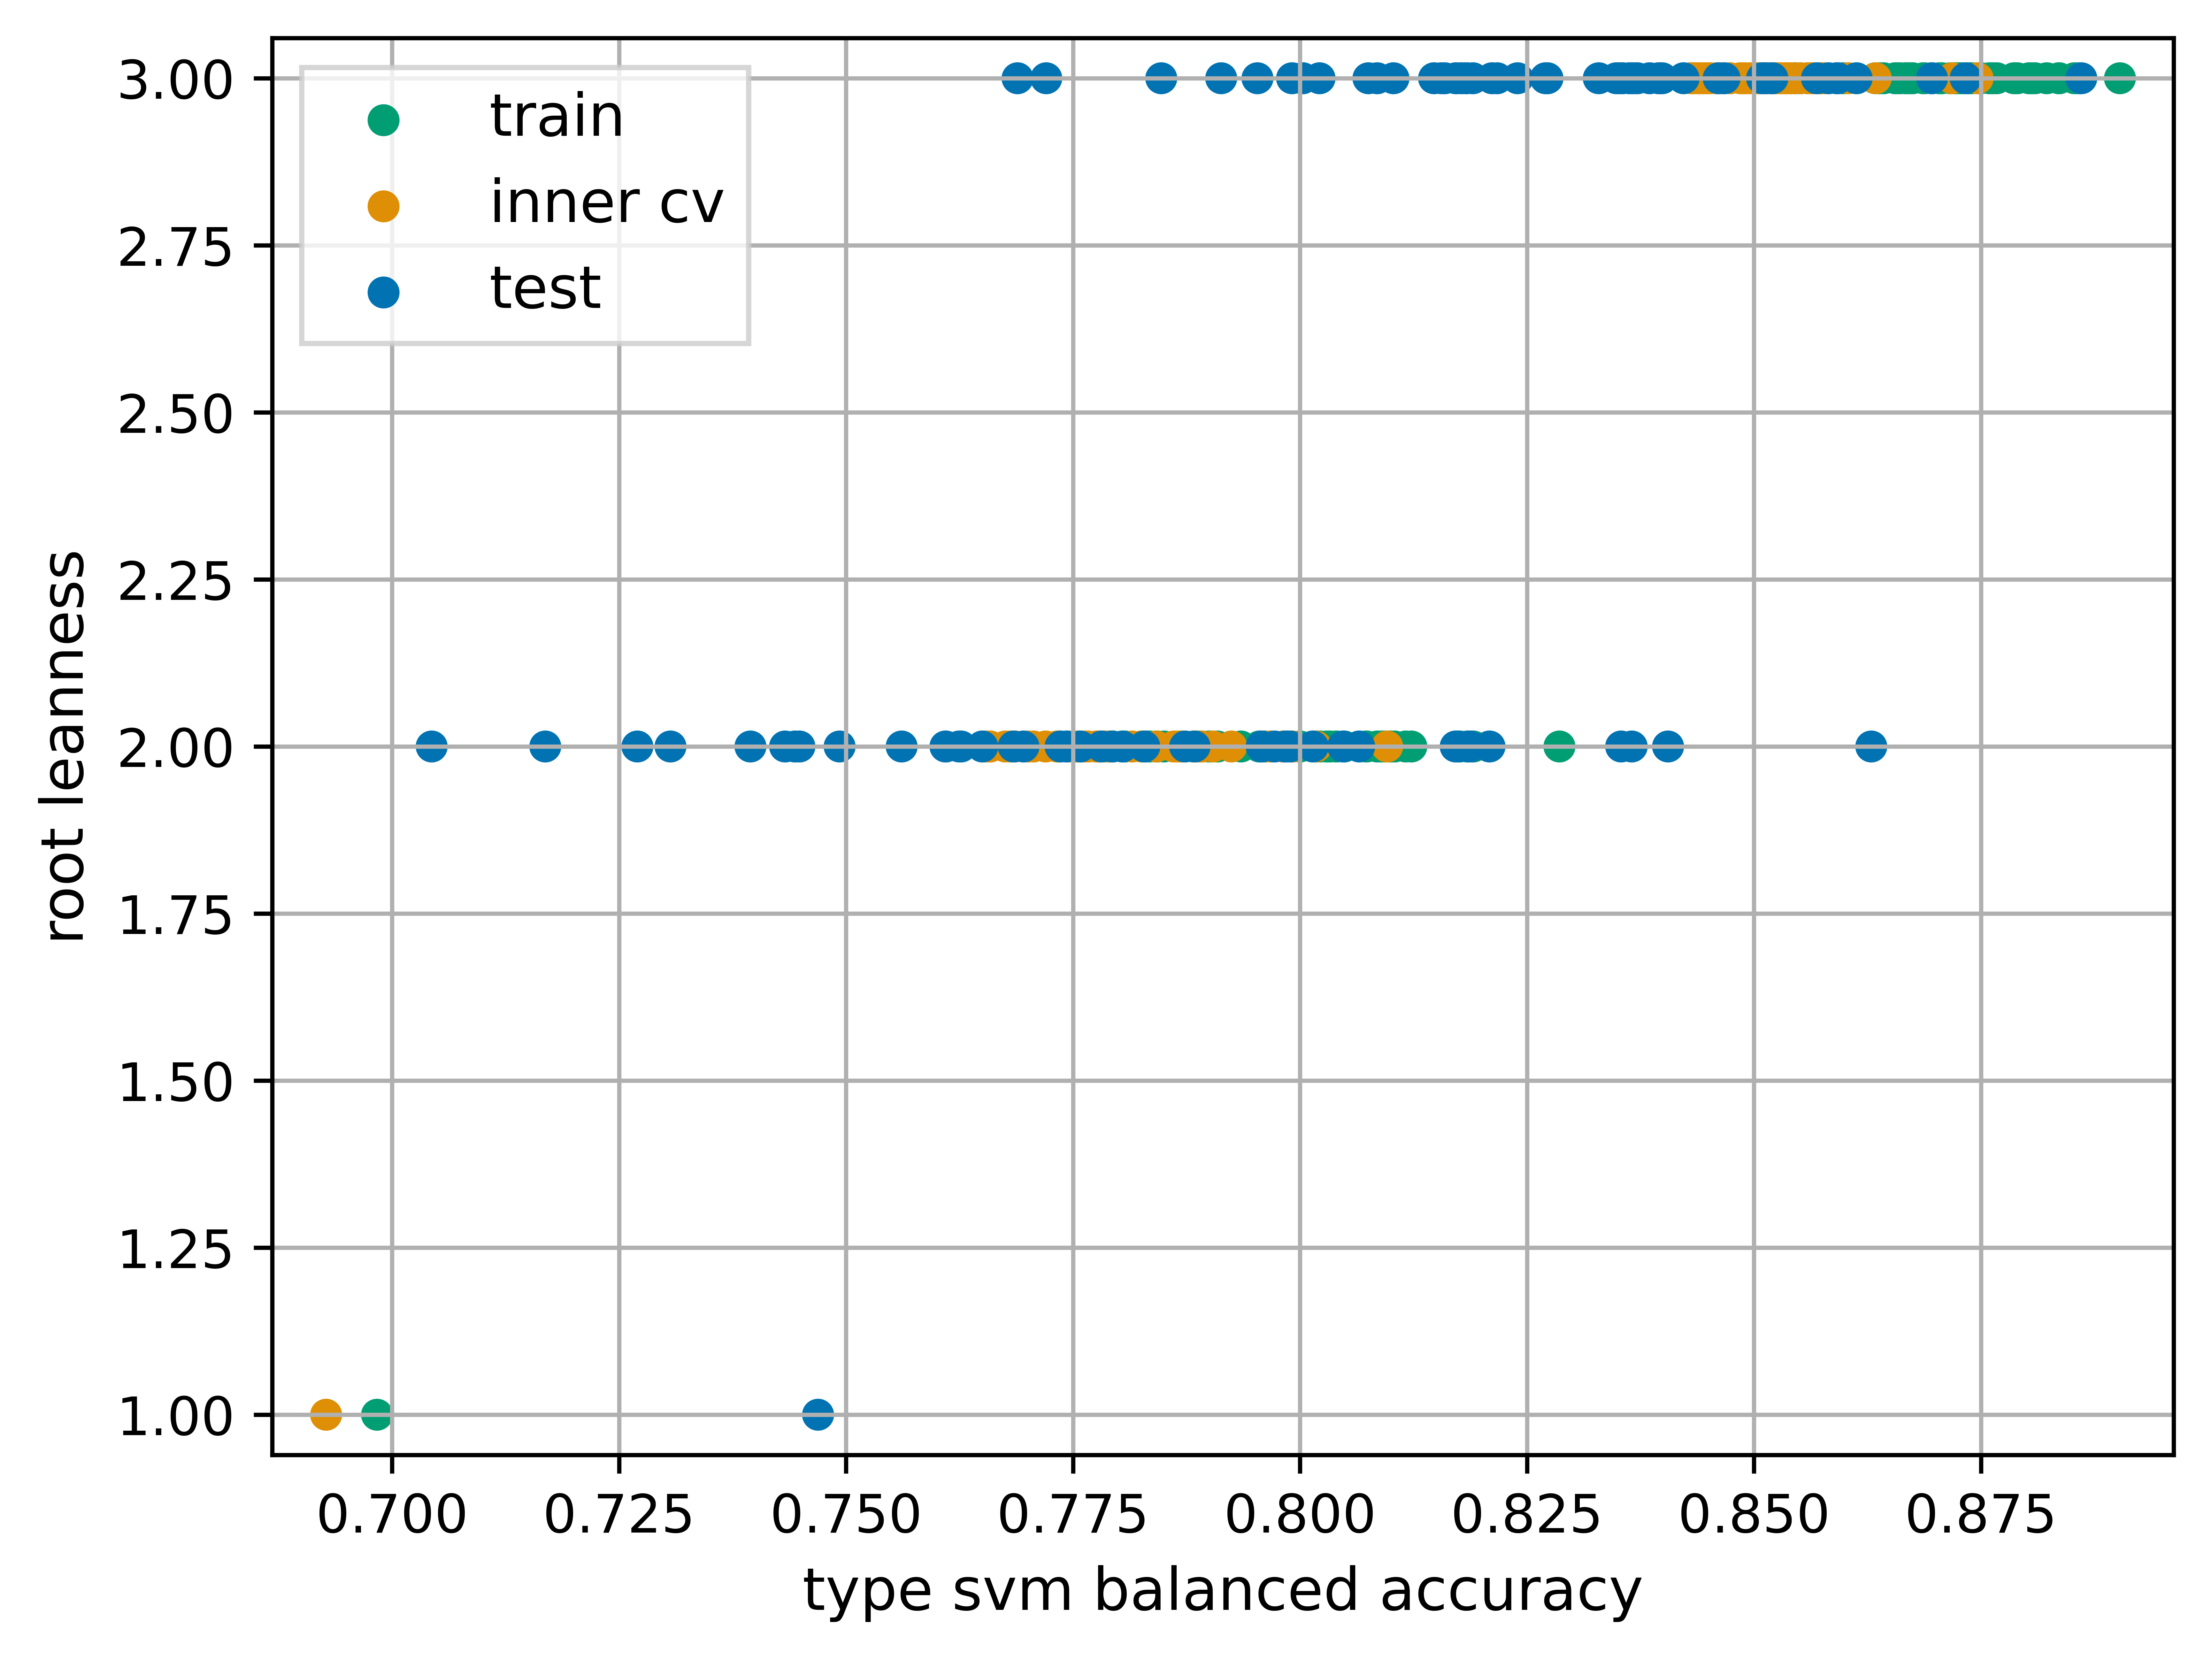 3.00
2.75
2.50
2.25
2.00
1.75
1.50
1.25
1.00
root leanness
train
inner cv
test
0.700 0.725 0.750 0.775 0.800 0.825 0.850 0.875
type svm balanced accuracy